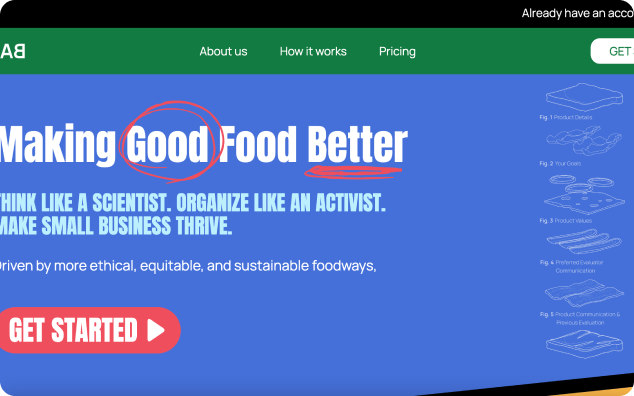 Already have an acco
AB
About us
How it works
Pricing
GET
Making Good Food Better
THINK LIKE A SCIENTIST. ORGANIZE LIKE AN ACTIVIST.
MAKE SMALL BUSINESS THRIVE.
Driven by more ethical, equitable, and sustainable foodways,
GET STARTED
Fig. 1 Product Details
Fig. 2 Your Goals
Fig. 3 Product Values
Fig. 4 Preferred Evaluator
Communication
Fig. 5 Product Communication &
Previous Evaluation